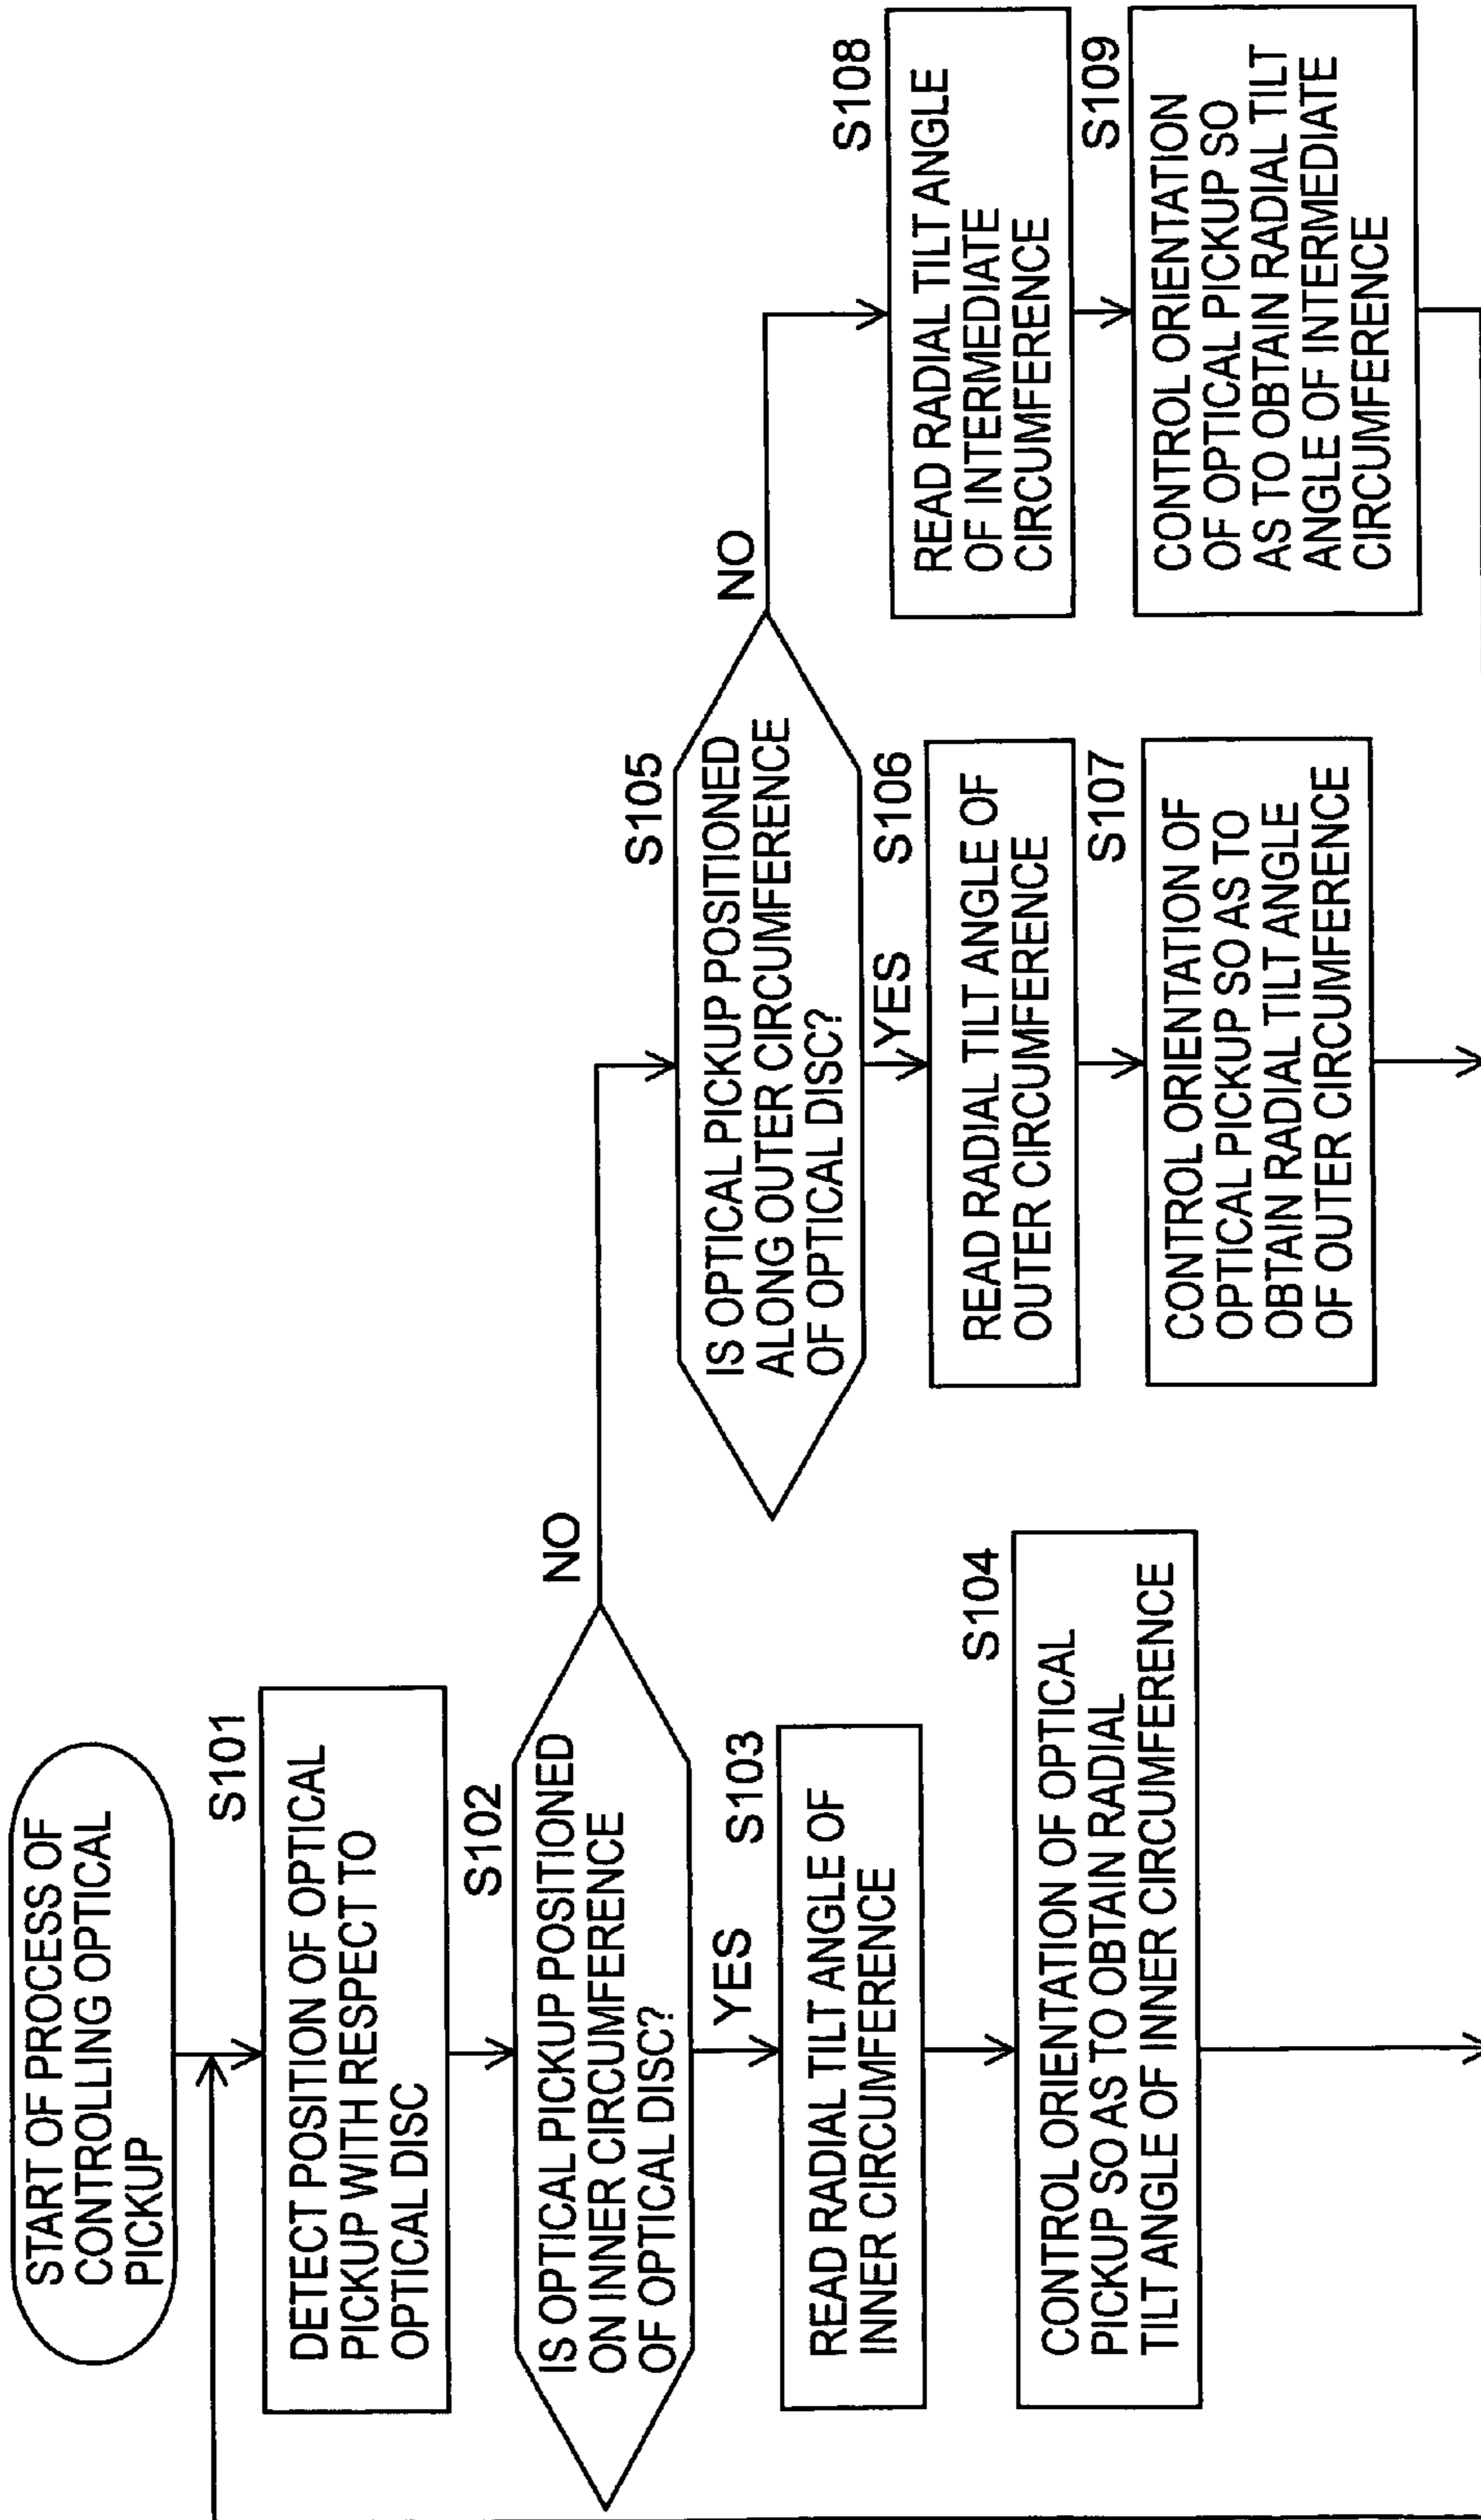 START OF PROCESS OF
CONTROLLING OPTICAL
PICKUP
S101
DETECT POSITION OF OPTICAL
PICKUP WITH RESPECT TO
OPTICAL DISC
S102
IS OPTICAL PICKUP POSITIONED
ON INNER CIRCUMFERENCE
OF OPTICAL DISC?
NO
YES
S103
READ RADIAL TILT ANGLE OF
INNER CIRCUMFERENCE
S104
CONTROL ORIENTATION OF OPTICAL
PICKUP SO AS TO OBTAIN RADIAL
TILT ANGLE OF INNER CIRCUMFERENCE
S105
IS OPTICAL PICKUP POSITIONED
ALONG OUTER CIRCUMFERENCE
OF OPTICAL DISC?
NO
YES
S106
READ RADIAL TILT ANGLE OF
OUTER CIRCUMFERENCE
S107
CONTROL ORIENTATION OF
OPTICAL PICKUP SO AS TO
OBTAIN RADIAL TILT ANGLE
OF OUTER CIRCUMFERENCE
S108
READ RADIAL TILT ANGLE
OF INTERMEDIATE
CIRCUMFERENCE
S109
CONTROL ORIENTATION
OF OPTICAL PICKUP SO
AS TO OBTAIN RADIAL TILT
ANGLE OF INTERMEDIATE
CIRCUMFERENCE